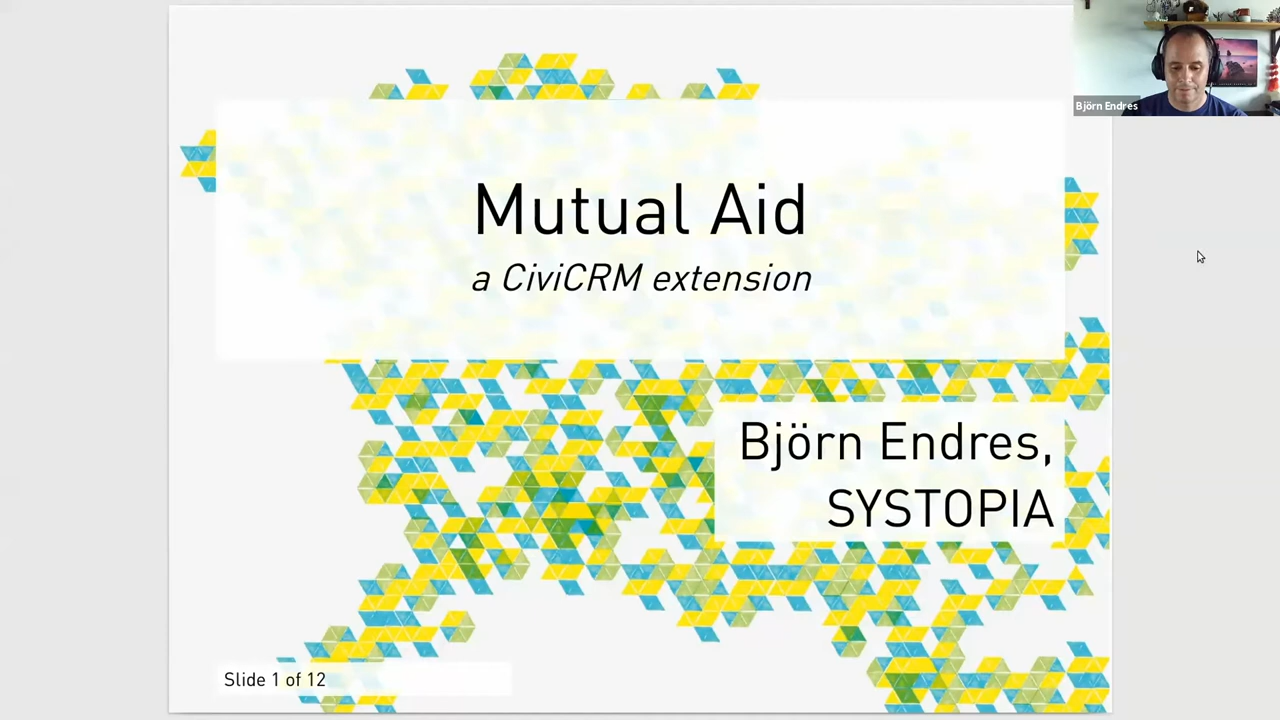 Björn Endres
Mutual Aid
a CiviCRM extension
Björn Endres,
SYSTOPIA
Slide 1 of 12